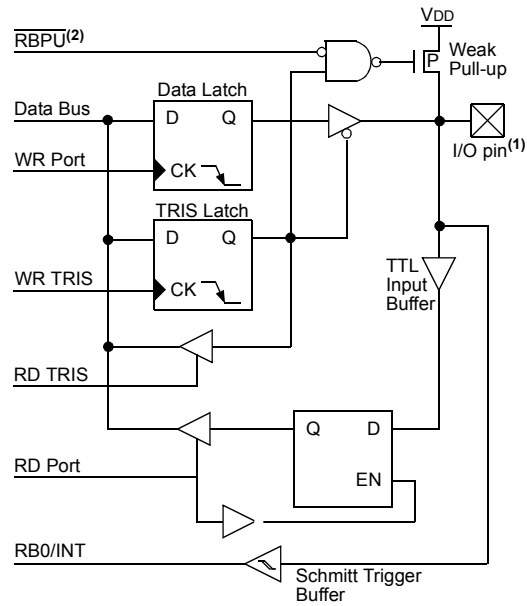 VDD
RBPU(2)
P
Weak
Pull-up
Data Latch
Data Bus
D
Q
WR Port
CK
I/O pin(1)
TRIS Latch
D
Q
TTL
Input
Buffer
WR TRIS
CK
RD TRIS
Q
D
RD Port
EN
RB0/INT
Schmitt Trigger
Buffer